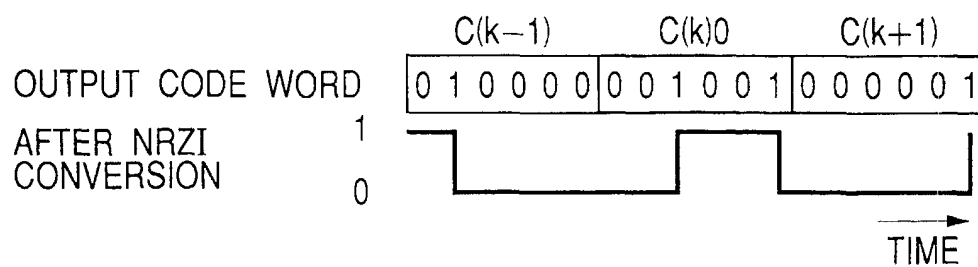 C(k−1) C(k)0 C(k+1)
OUTPUT CODE WORD 0 1 0 0 0 0 0 0 1 0 0 1 0 0 0 0 0 1
AFTER NRZI 1
CONVERSION 0
TIME